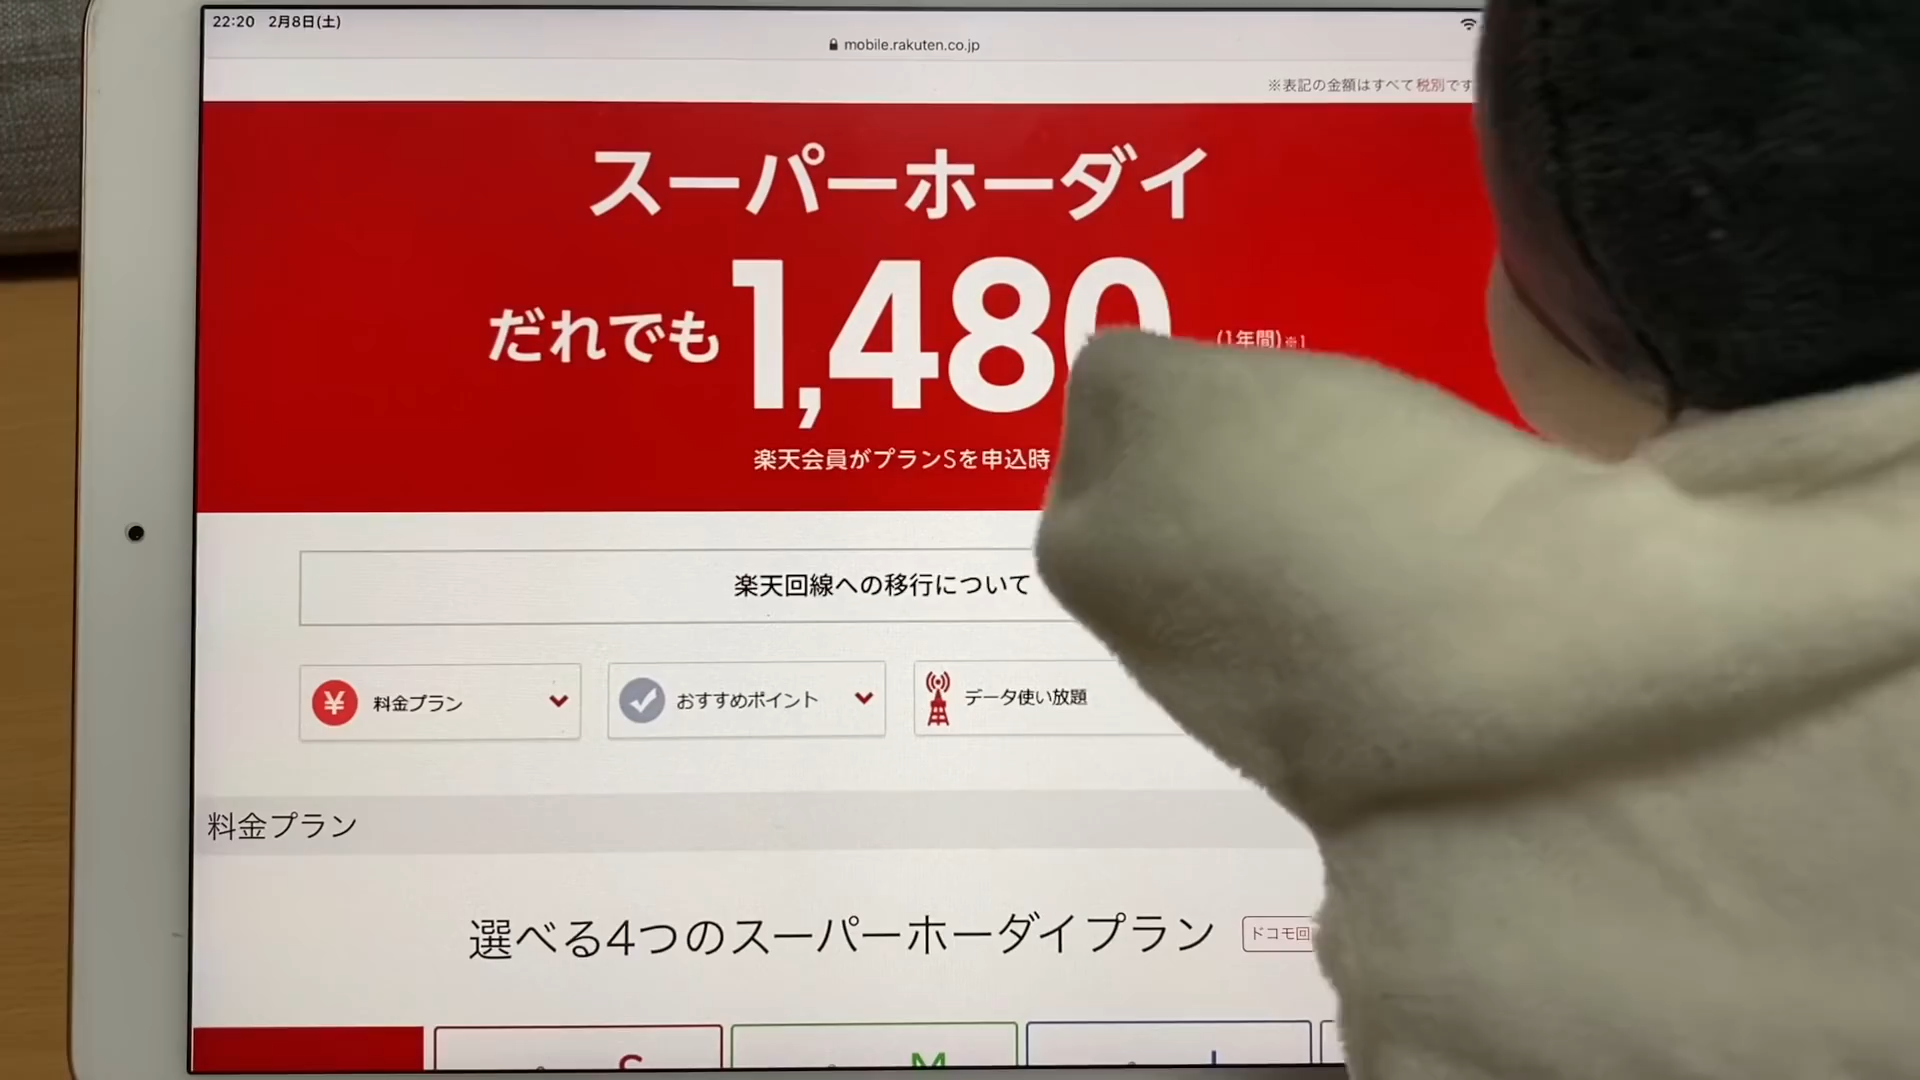 22:20 2月8日(土)
mobile.rakuten.co.jp
※表記の金額はすべて税別です
スーパーホーダイ
だれでも1,480
(1年間)※1
楽天会員がプランSを申込時
楽天回線への移行について
料金プラン
おすすめポイント
データ使い放題
料金プラン
選べる4つのスーパーホーダイプラン
ドコモ回
S
M
L